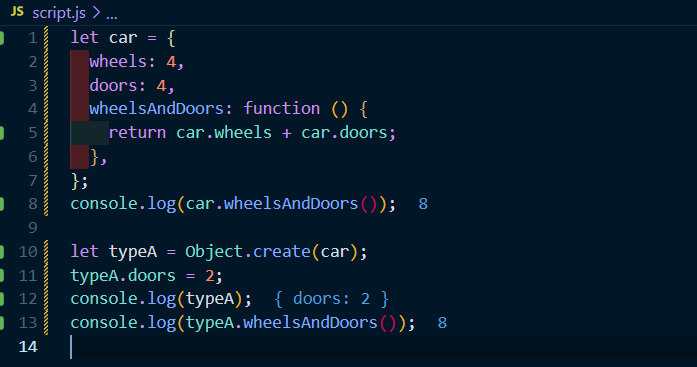 JS script.js > ...
1 let car = {
2 wheels: 4,
3 doors: 4,
4 wheelsAndDoors: function () {
5 return car.wheels + car.doors;
6 },
7 };
8 console.log(car.wheelsAndDoors()); 8
9
10 let typeA = Object.create(car);
11 typeA.doors = 2;
12 console.log(typeA); { doors: 2 }
13 console.log(typeA.wheelsAndDoors()); 8
14